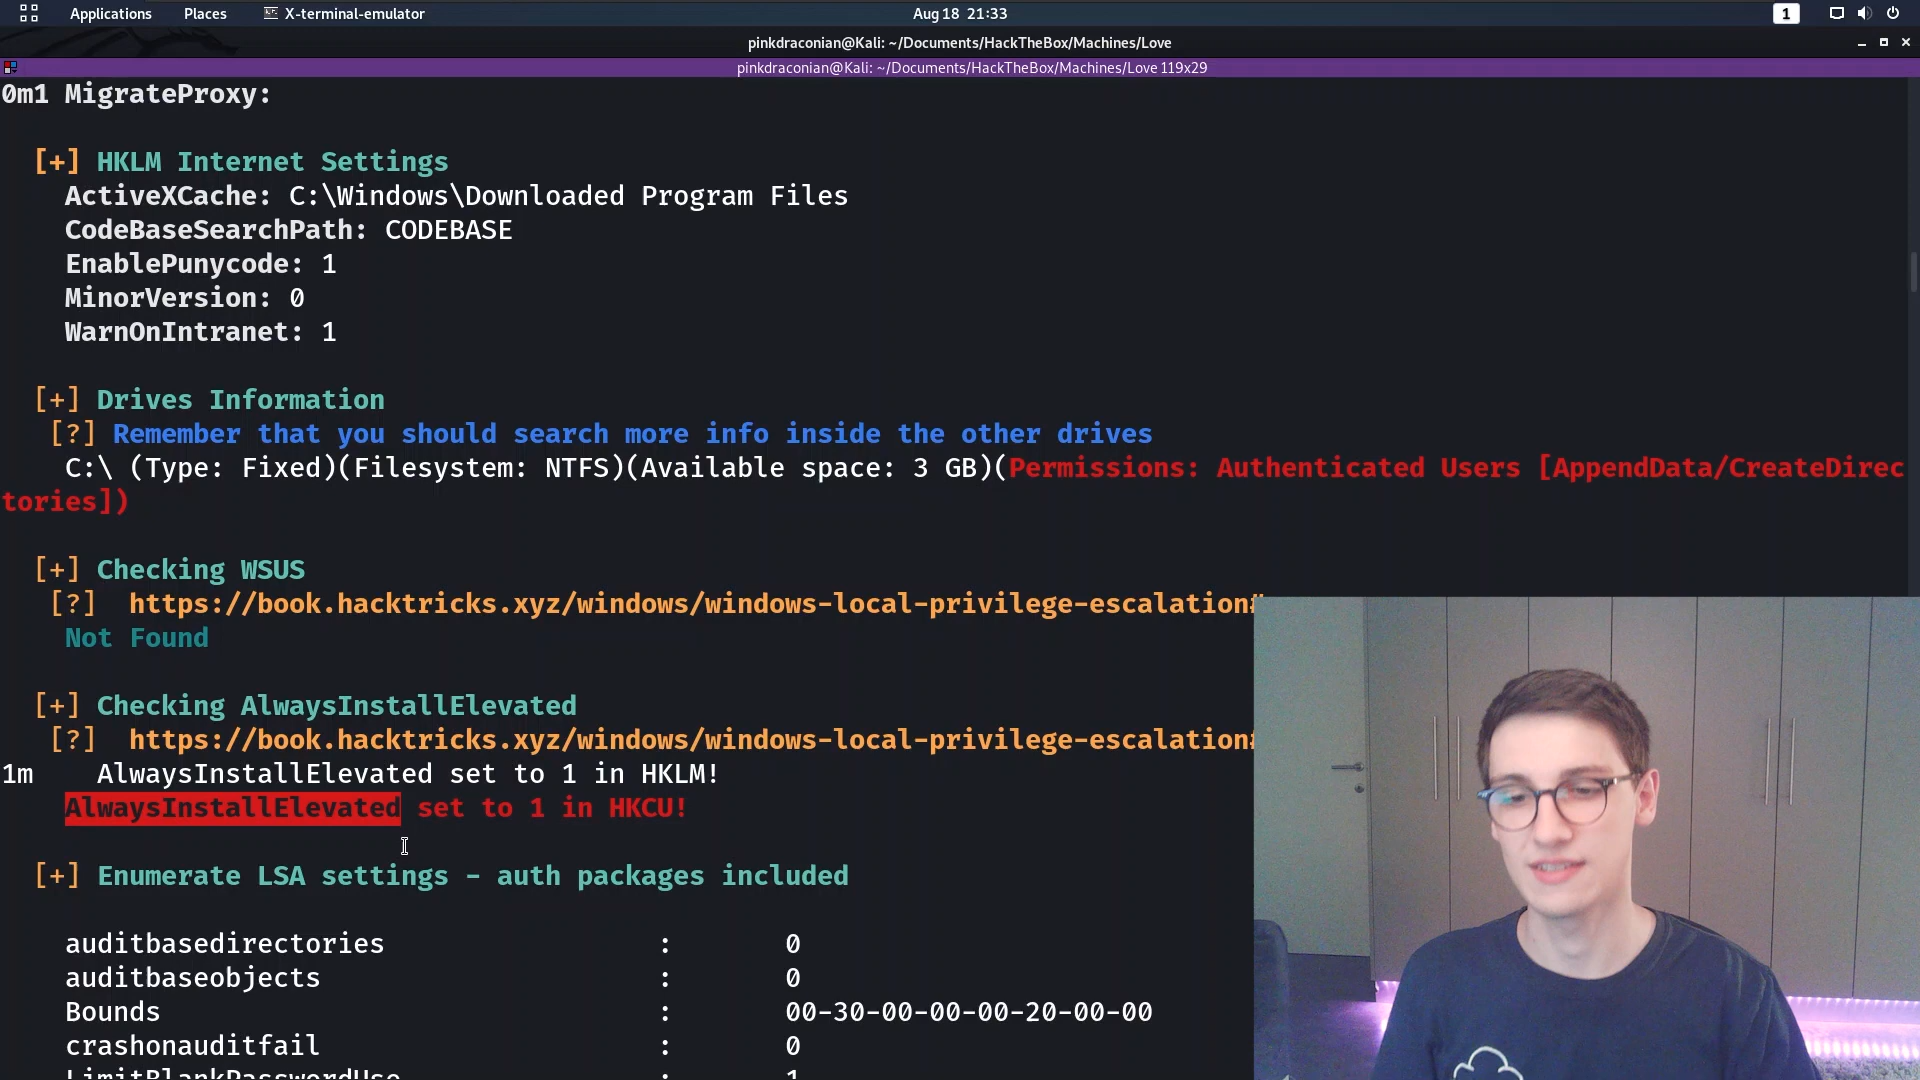 Applications Places X-terminal-emulator Aug 18 21:33 1
pinkdraconian@Kali: ~/Documents/HackTheBox/Machines/Love
pinkdraconian@Kali: ~/Documents/HackTheBox/Machines/Love 119x29
0m1 MigrateProxy:
[+] HKLM Internet Settings
ActiveXCache: C:\Windows\Downloaded Program Files
CodeBaseSearchPath: CODEBASE
EnablePunycode: 1
MinorVersion: 0
WarnOnIntranet: 1
[+] Drives Information
[?] Remember that you should search more info inside the other drives
C:\ (Type: Fixed)(Filesystem: NTFS)(Available space: 3 GB)(Permissions: Authenticated Users [AppendData/CreateDirec
tories])
[+] Checking WSUS
[?] https://book.hacktricks.xyz/windows/windows-local-privilege-escalation#
Not Found
[+] Checking AlwaysInstallElevated
[?] https://book.hacktricks.xyz/windows/windows-local-privilege-escalation#
1m AlwaysInstallElevated set to 1 in HKLM!
AlwaysInstallElevated set to 1 in HKCU!
[+] Enumerate LSA settings - auth packages included
auditbasedirectories : 0
auditbaseobjects : 0
Bounds : 00-30-00-00-00-20-00-00
crashonauditfail : 0
LimitBlankPasswordUse : 1